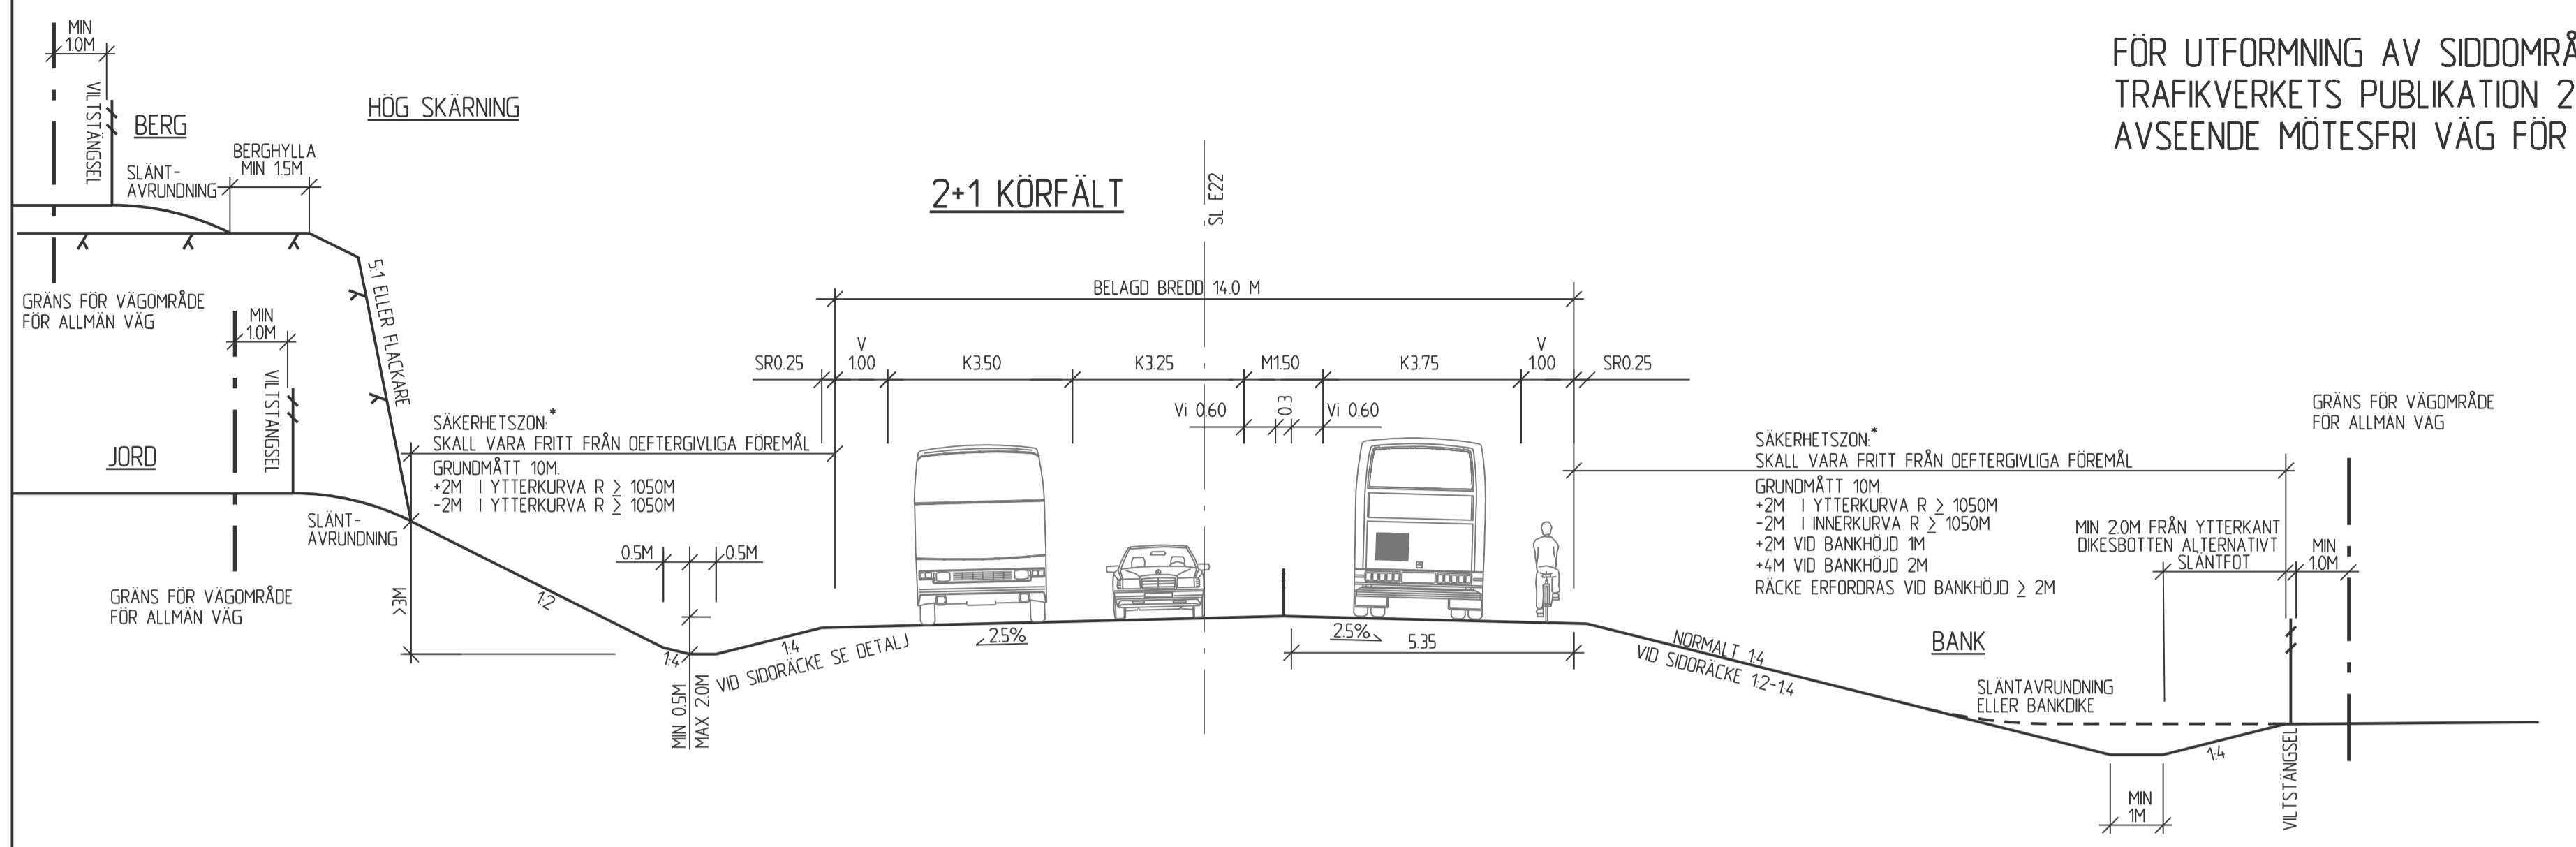 MIN
1.0M
VILTSTÄNGSEL
BERG
HÖG SKÄRNING
SLÄNT-
AVRUNDNING
BERGHYLLA
MIN 1.5M
5:1 ELLER FLACKARE
GRÄNS FÖR VÄGOMRÅDE
FÖR ALLMÄN VÄG
MIN
1.0M
VILTSTÄNGSEL
JORD
SLÄNT-
AVRUNDNING
GRÄNS FÖR VÄGOMRÅDE
FÖR ALLMÄN VÄG
2+1 KÖRFÄLT
SL E22
BELAGD BREDD 14.0 M
SR0.25
V
1.00
K3.50
K3.25
M1.50
K3.75
V
1.00
SR0.25
Vi 0.60
0.3
Vi 0.60
SÄKERHETSZON:*
SKALL VARA FRITT FRÅN OEFTERGIVLIGA FÖREMÅL
GRUNDMÅTT 10M.
+2M I YTTERKURVA R ≥ 1050M
-2M I YTTERKURVA R ≥ 1050M
0.5M
0.5M
1:2
1:4
1:4
VID SIDORÄCKE SE DETALJ
MIN 0.5M
MAX 2.0M
2.5%
2.5%
5.35
FÖR UTFORMNING AV SIDDOMRÅ
TRAFIKVERKETS PUBLIKATION 2
AVSEENDE MÖTESFRI VÄG FÖR
SÄKERHETSZON:*
SKALL VARA FRITT FRÅN OEFTERGIVLIGA FÖREMÅL
GRUNDMÅTT 10M.
+2M I YTTERKURVA R ≥ 1050M
-2M I INNERKURVA R ≥ 1050M
+2M VID BANKHÖJD 1M
+4M VID BANKHÖJD 2M
RÄCKE ERFORDRAS VID BANKHÖJD ≥ 2M
GRÄNS FÖR VÄGOMRÅDE
FÖR ALLMÄN VÄG
MIN 2.0M FRÅN YTTERKANT
DIKESBOTTEN ALTERNATIVT
SLÄNTFOT
MIN
1.0M
NORMALT 1:4
VID SIDORÄCKE 1:2-1:4
BANK
SLÄNTAVRUNDNING
ELLER BANKDIKE
1:4
VILTSTÄNGSEL
MIN
1M